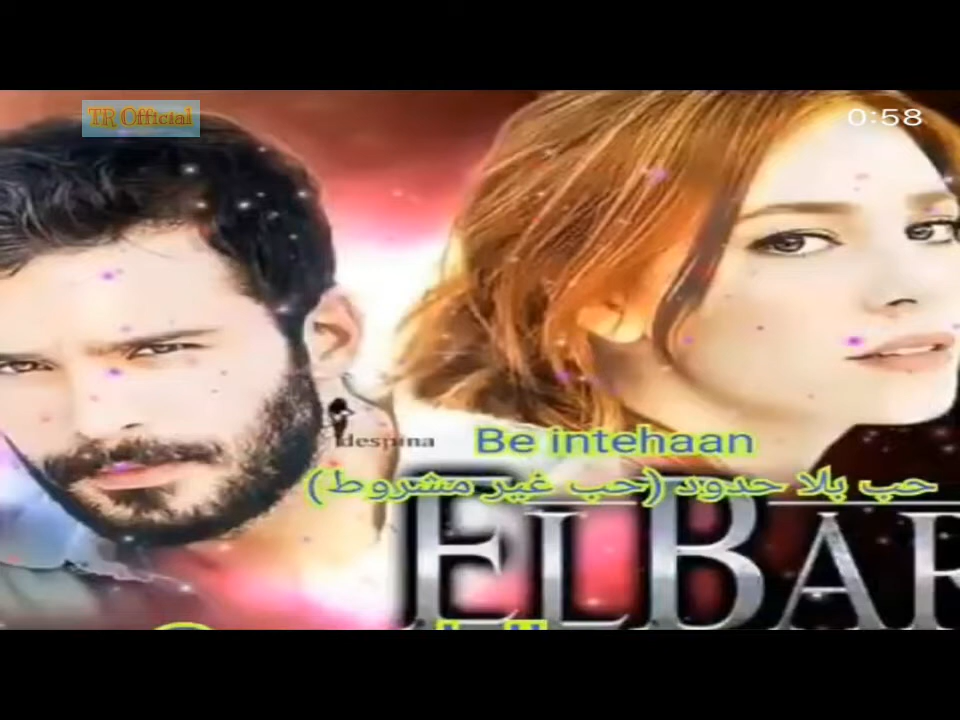 TR Official
0:58
despina
Be intehaan
حب بلا حدود (حب غير مشروط)
ELBAR